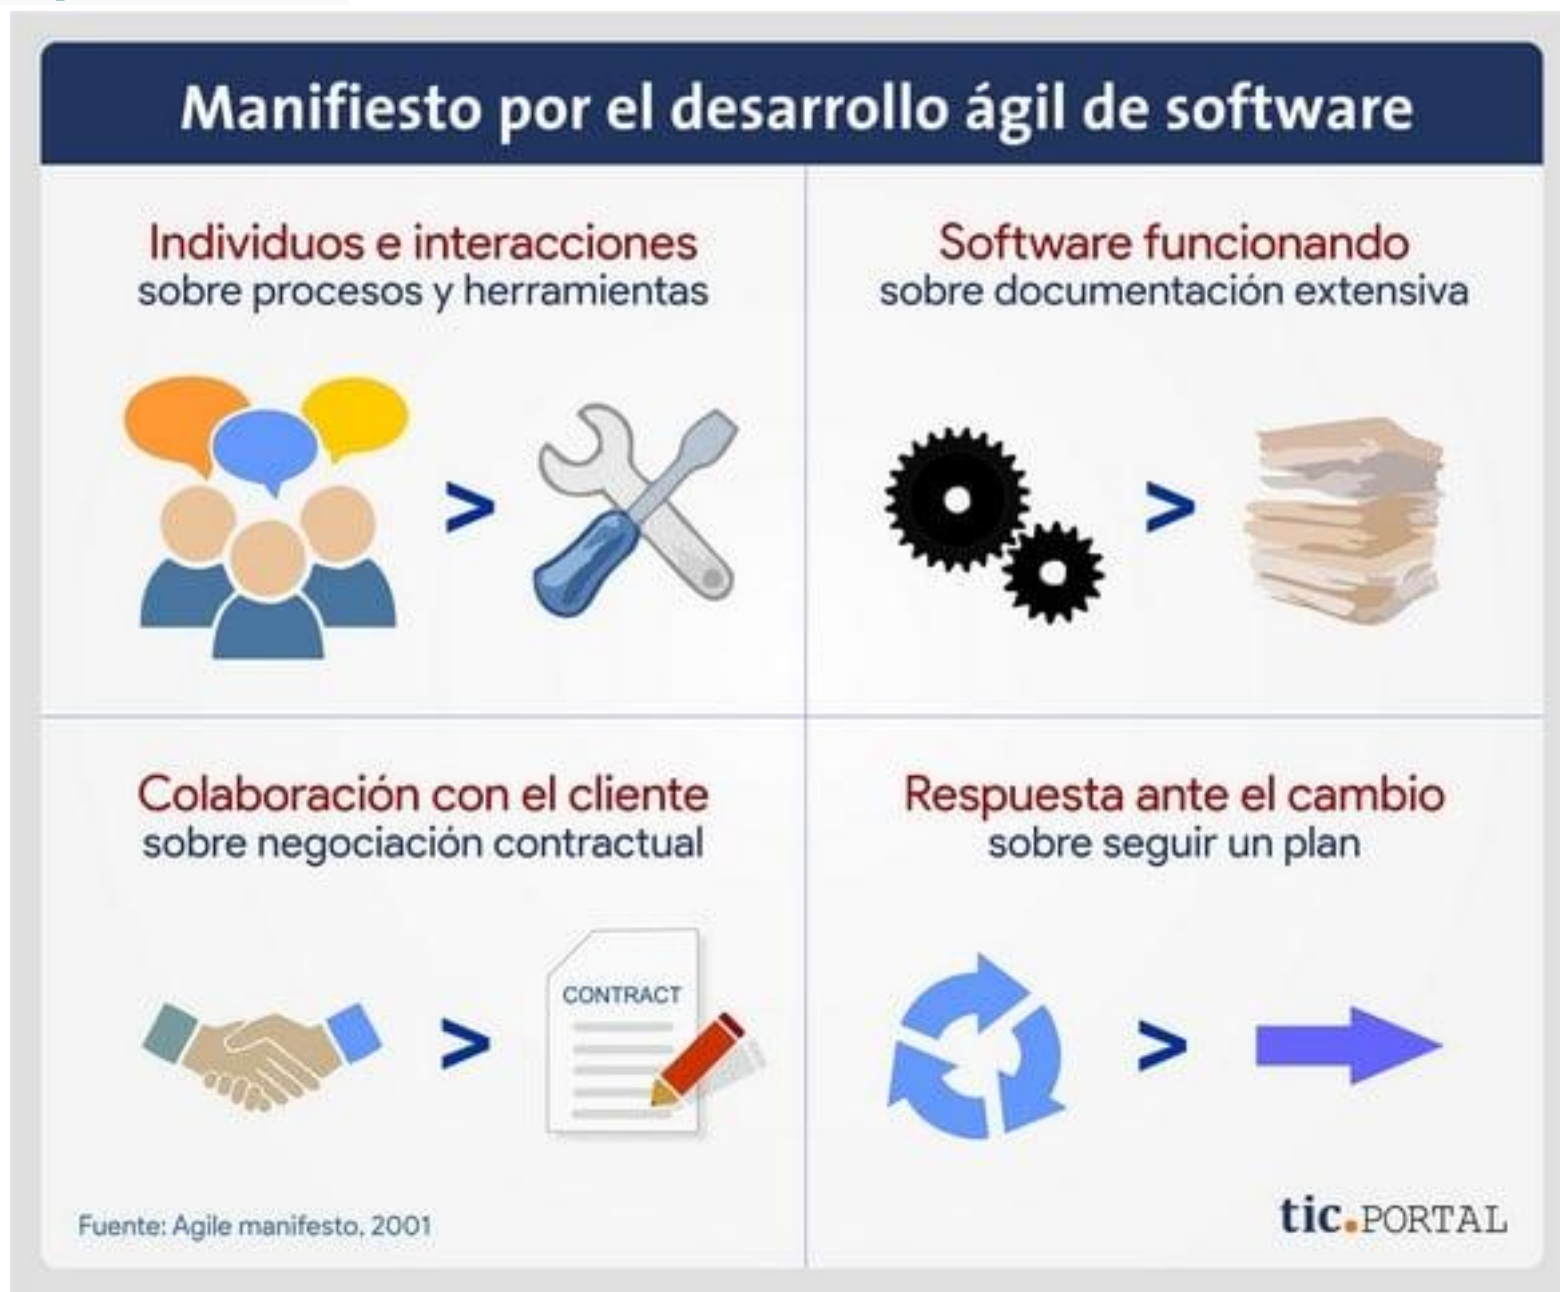 Manifiesto por el desarrollo ágil de software
Individuos e interacciones
sobre procesos y herramientas
Software funcionando
sobre documentación extensiva
>
>
Colaboración con el cliente
sobre negociación contractual
Respuesta ante el cambio
sobre seguir un plan
>
CONTRACT
>
Fuente: Agile manifesto, 2001
tic.PORTAL